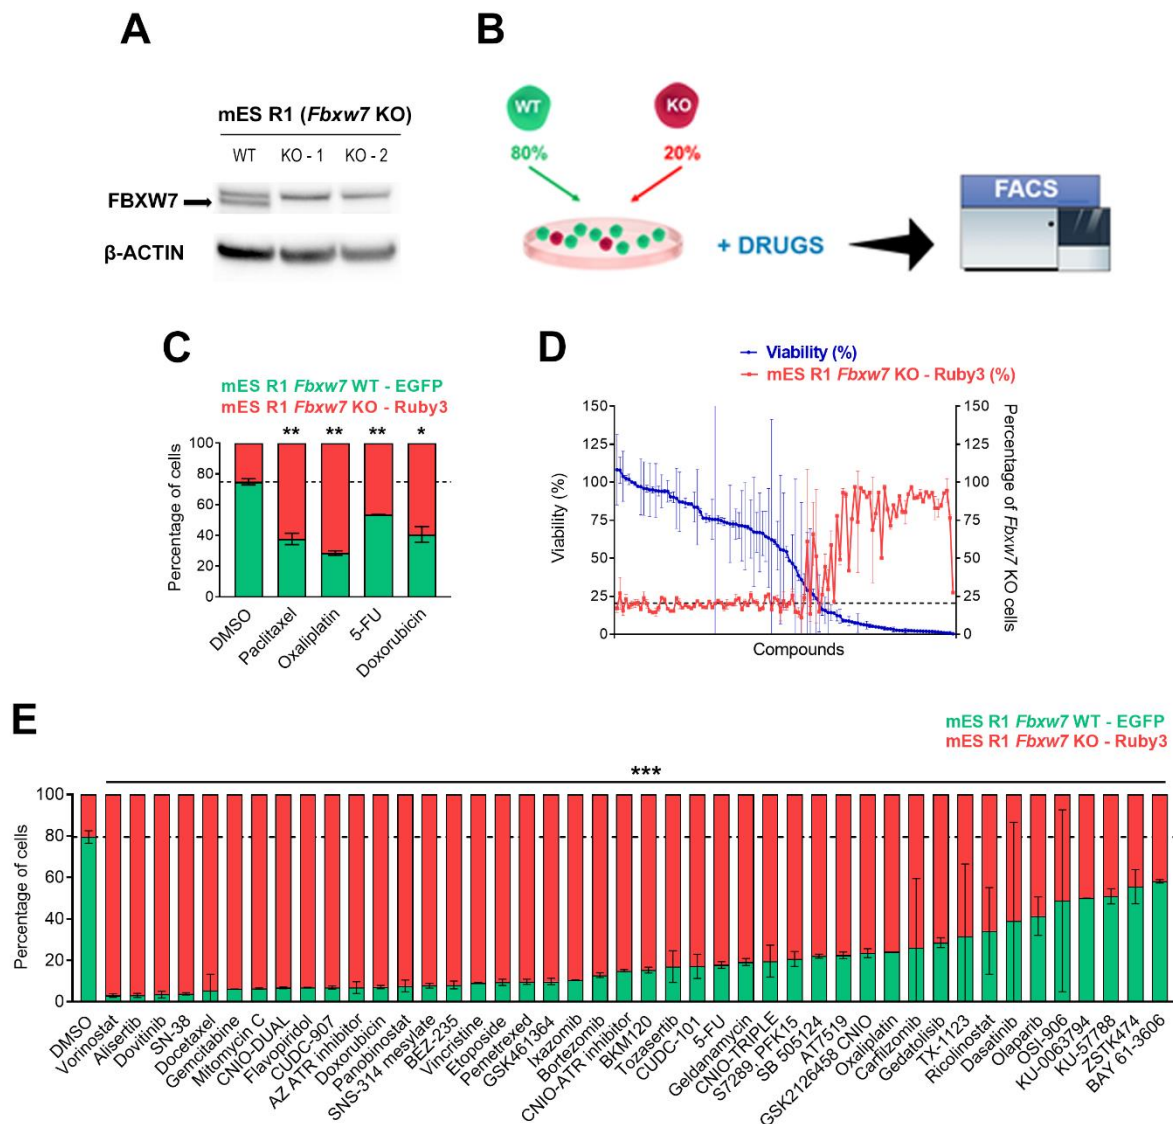 A
mES R1 (Fbxw7 KO)
WT KO - 1 KO - 2
FBXW7
β-ACTIN
B
WT KO
80% 20%
+ DRUGS
FACS
C
mES R1 Fbxw7 WT - EGFP
mES R1 Fbxw7 KO - Ruby3
Percentage of cells
100
80
60
40
20
0
** ** ** *
DMSO
Paclitaxel
Oxaliplatin
5-FU
Doxorubicin
D
Viability (%)
mES R1 Fbxw7 KO - Ruby3 (%)
Viability (%)
150
125
100
75
50
25
0
150
125
100
75
50
25
0
Percentage of Fbxw7 KO cells
Compounds
E
mES R1 Fbxw7 WT - EGFP
mES R1 Fbxw7 KO - Ruby3
***
Percentage of cells
100
80
60
40
20
0
DMSO
Vorinostat
Alisertib
Dovitinib
SN-38
Docetaxel
Gemcitabine
Mitomycin C
CNIO-DUAL
Flavopiridol
CUDC-907
AZ ATR inhibitor
Doxorubicin
Panobinostat
SNS-314 mesylate
BEZ-235
Vincristine
Etoposide
Pemetrexed
GSK461364
Ixazomib
Bortezomib
CNIO-ATR inhibitor
BKM120
Tozasertib
CUDC-101
5-FU
Geldanamycin
CNIO-TRIPLE
S7289_PFK15
SB 505124
AT7519
GSK2126458 CNIO
Oxaliplatin
Carfilzomib
Gedatolisib
TX-1123
Ricolinostat
Dasatinib
Olaparib
OSI-906
KU-0063794
KU-57788
ZSTK474
BAY 61-3606